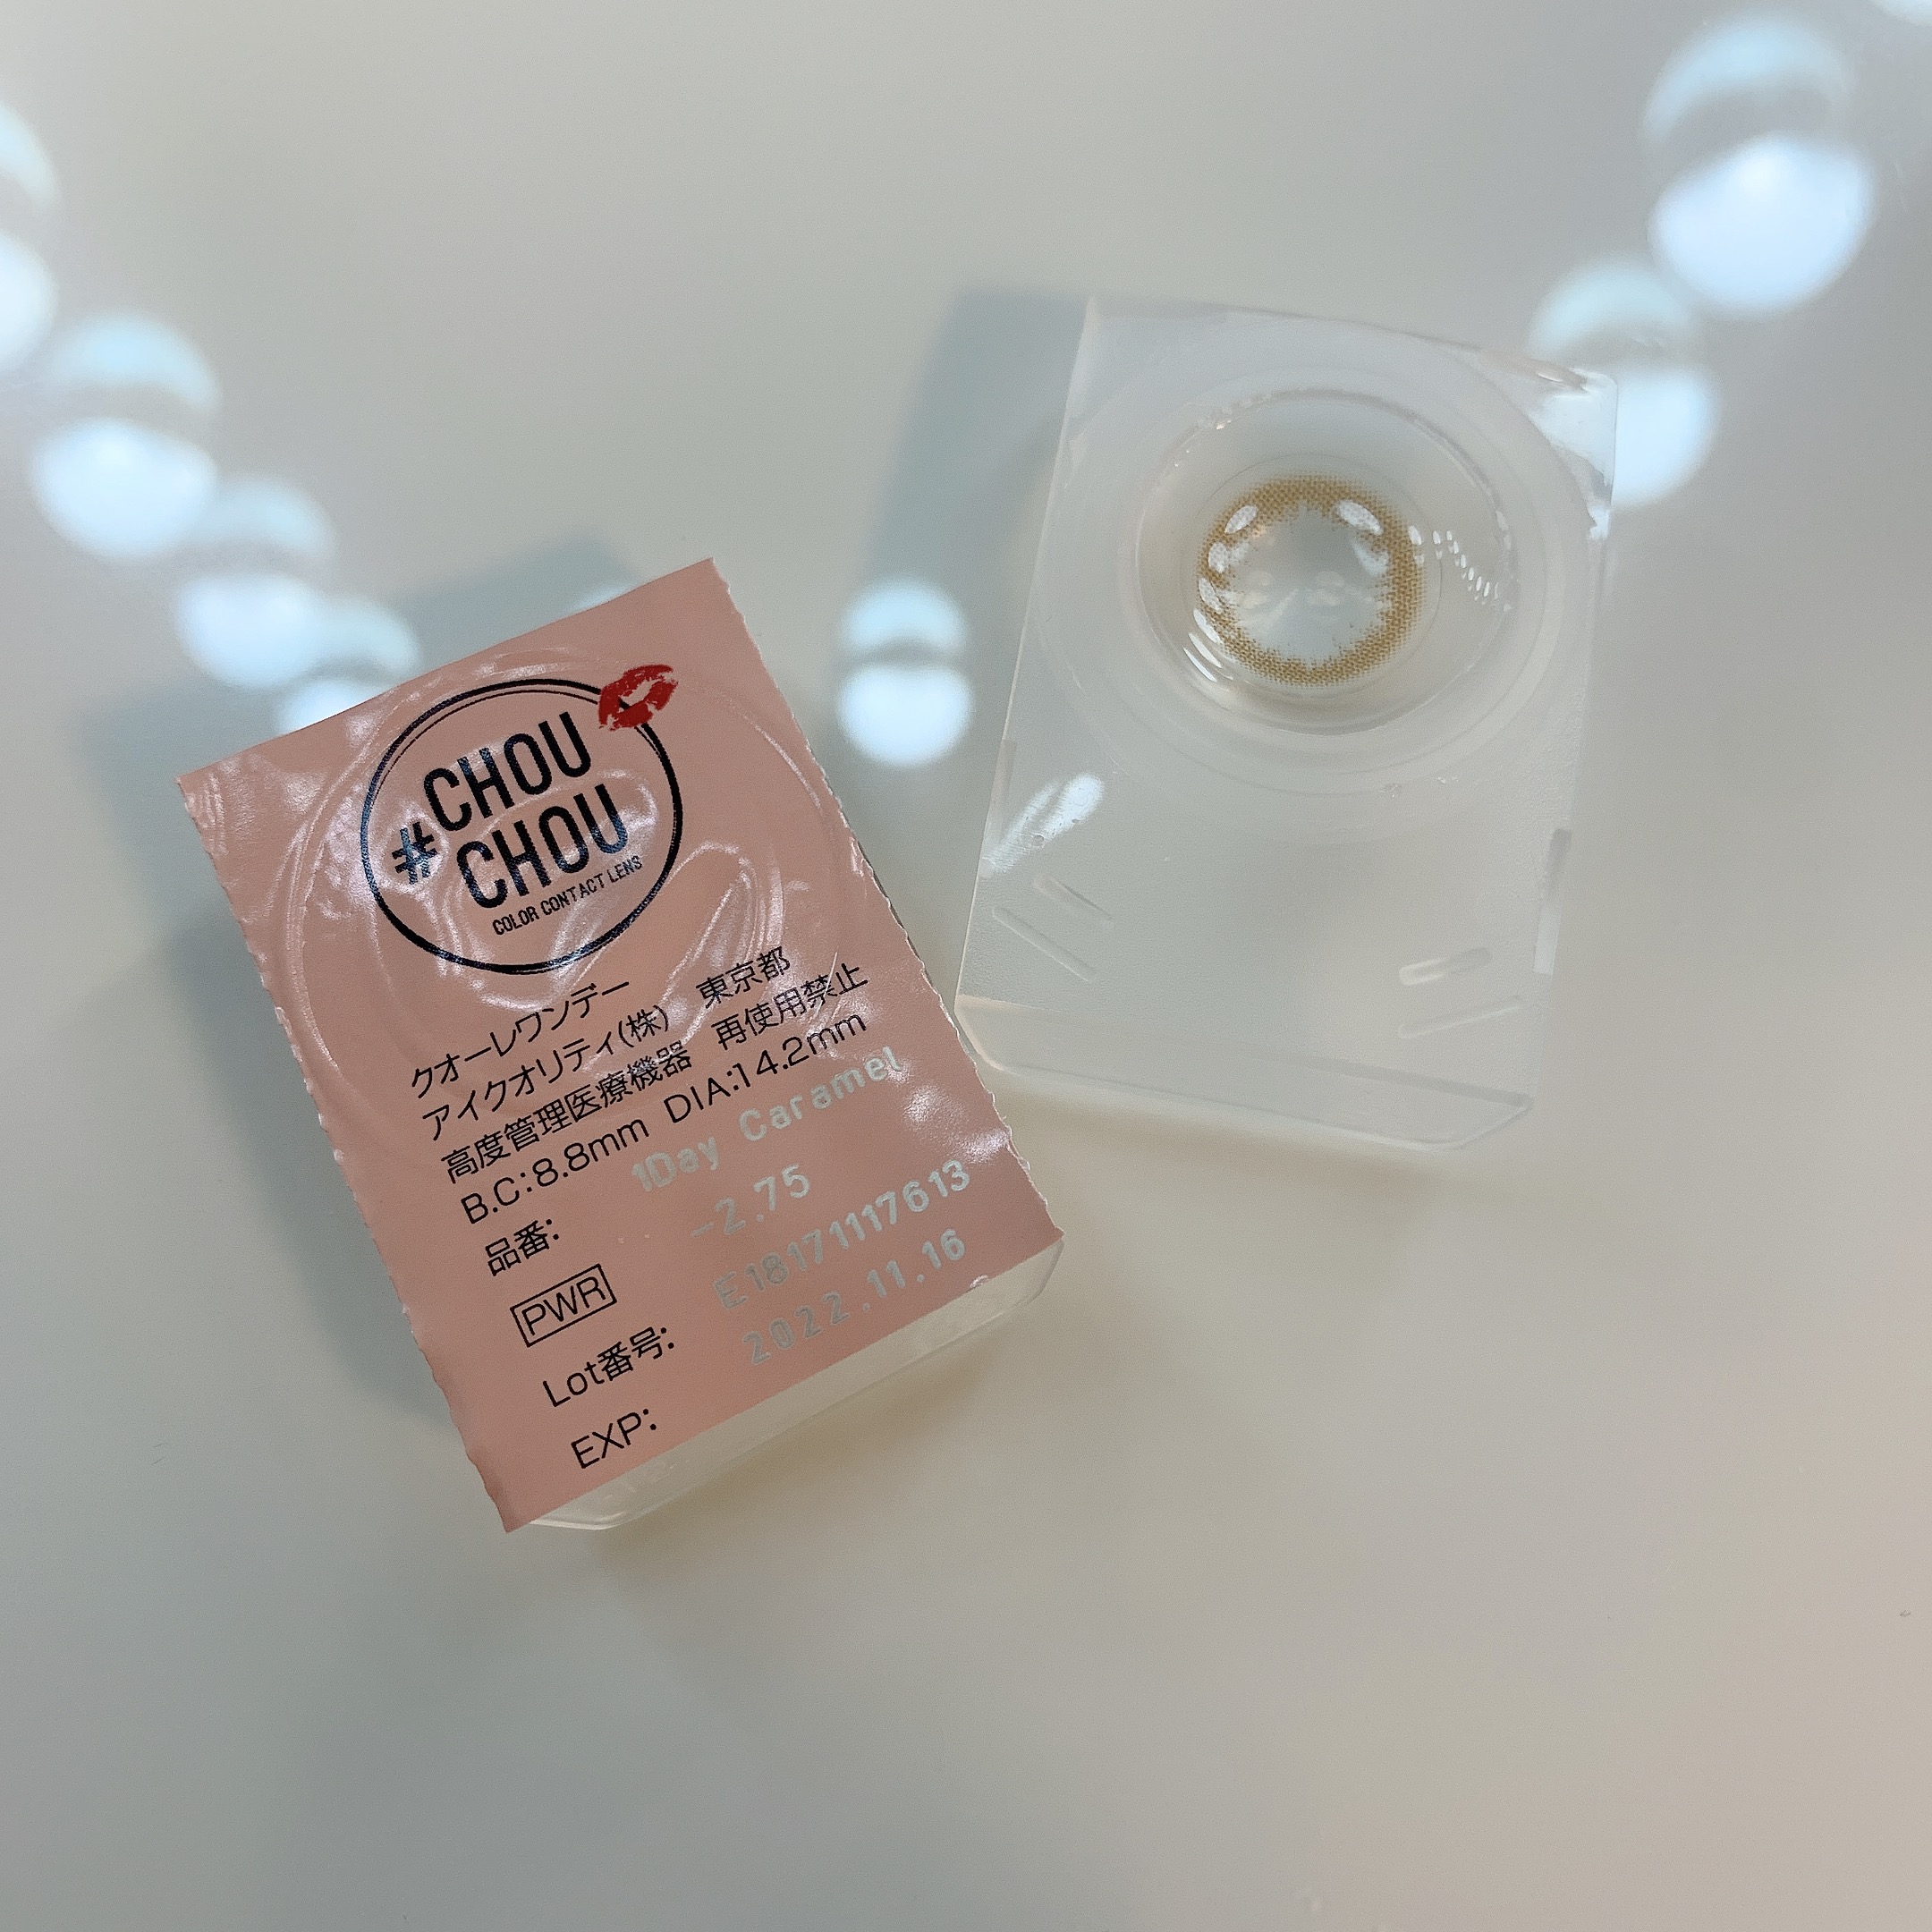 #CHOU
CHOU
COLOR CONTACT LENS
クオーレワンデー
アイクオリティ(株) 東京都
高度管理医療機器 再使用禁止
B.C:8.8mm DIA:14.2mm
品番: 1Day Caramel
PWR -2.75
Lot番号: E18171117613
EXP: 2022.11.16